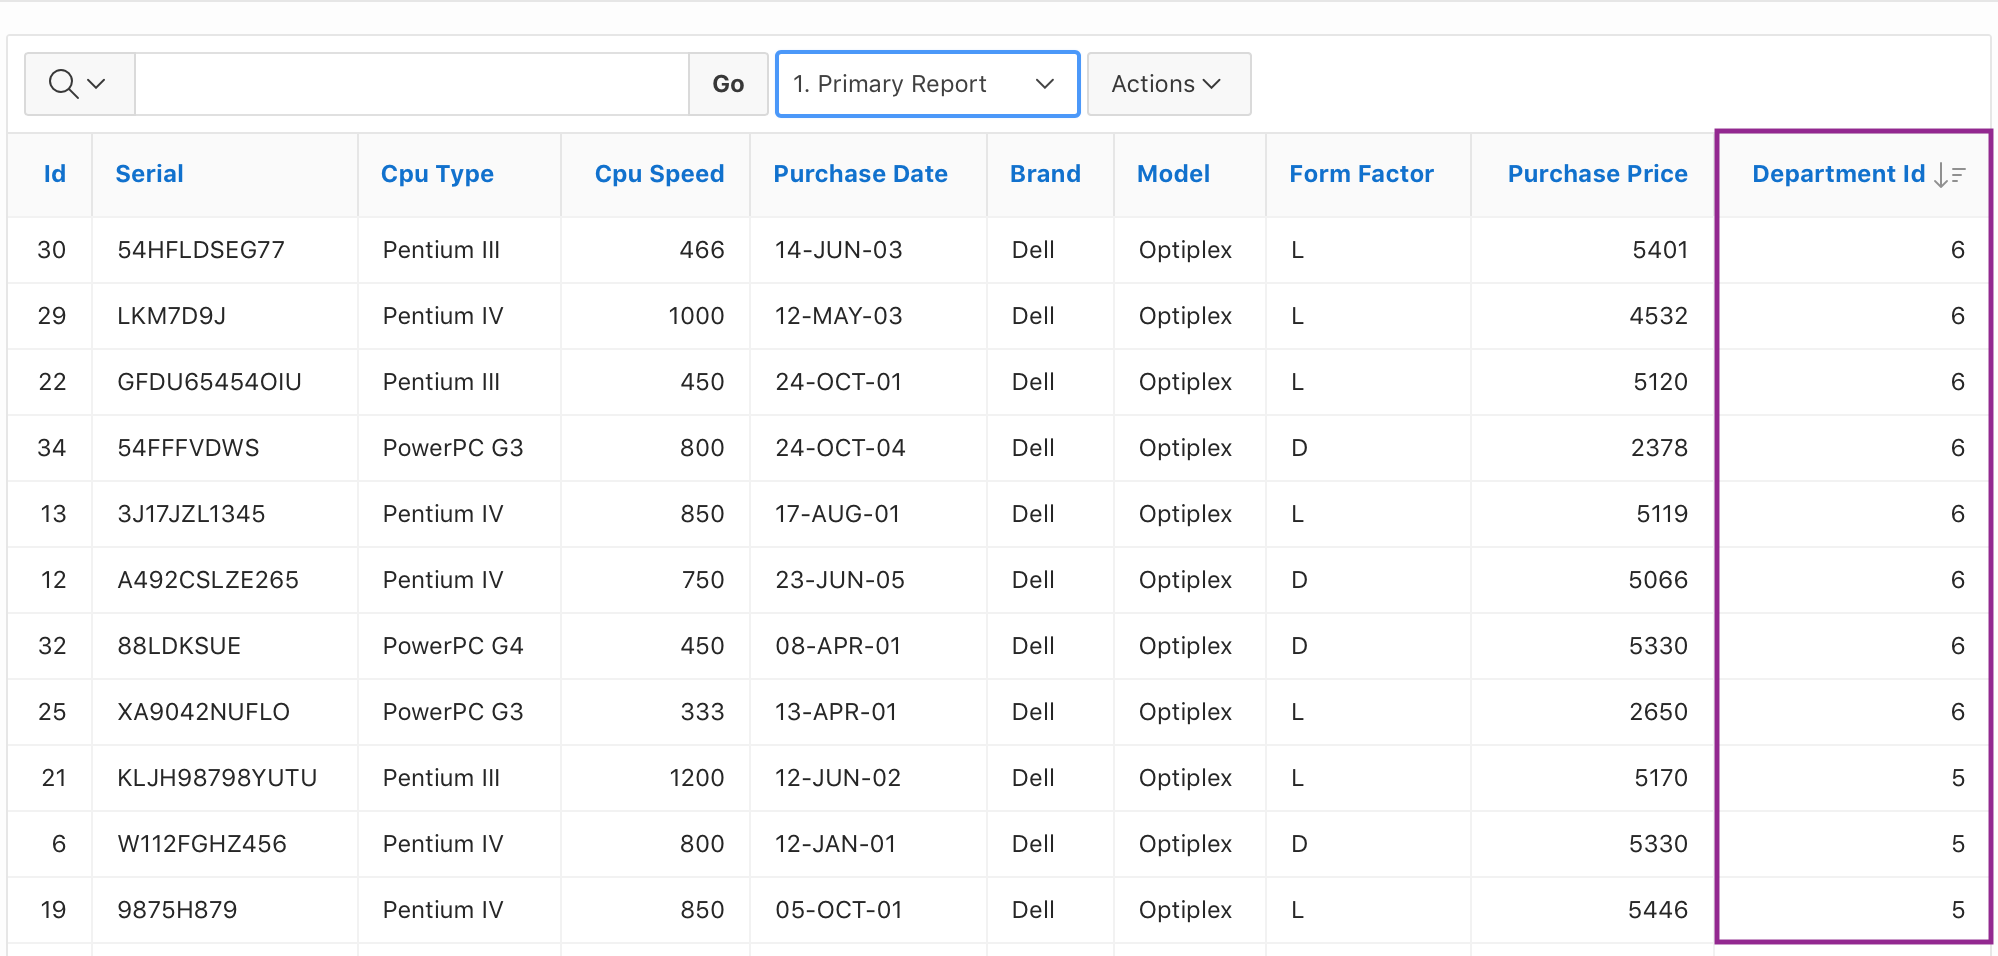 Go 1. Primary Report Actions
Id Serial Cpu Type Cpu Speed Purchase Date Brand Model Form Factor Purchase Price Department Id
30 54HFLDSEG77 Pentium III 466 14-JUN-03 Dell Optiplex L 5401 6
29 LKM7D9J Pentium IV 1000 12-MAY-03 Dell Optiplex L 4532 6
22 GFDU65454OIU Pentium III 450 24-OCT-01 Dell Optiplex L 5120 6
34 54FFFVDWS PowerPC G3 800 24-OCT-04 Dell Optiplex D 2378 6
13 3J17JZL1345 Pentium IV 850 17-AUG-01 Dell Optiplex L 5119 6
12 A492CSLZE265 Pentium IV 750 23-JUN-05 Dell Optiplex D 5066 6
32 88LDKSUE PowerPC G4 450 08-APR-01 Dell Optiplex D 5330 6
25 XA9042NUFLO PowerPC G3 333 13-APR-01 Dell Optiplex L 2650 6
21 KLJH98798YUTU Pentium III 1200 12-JUN-02 Dell Optiplex L 5170 5
6 W112FGHZ456 Pentium IV 800 12-JAN-01 Dell Optiplex D 5330 5
19 9875H879 Pentium IV 850 05-OCT-01 Dell Optiplex L 5446 5